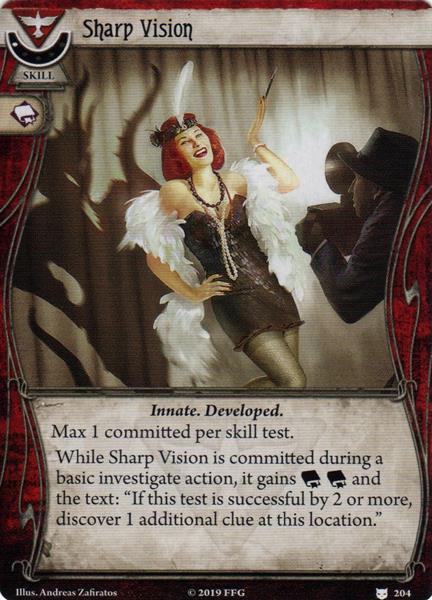 Sharp Vision
SKILL
Innate. Developed.
Max 1 committed per skill test.
While Sharp Vision is committed during a
basic investigate action, it gains and
the text: “If this test is successful by 2 or more,
discover 1 additional clue at this location.”
Illus. Andreas Zafiratos © 2019 FFG 204